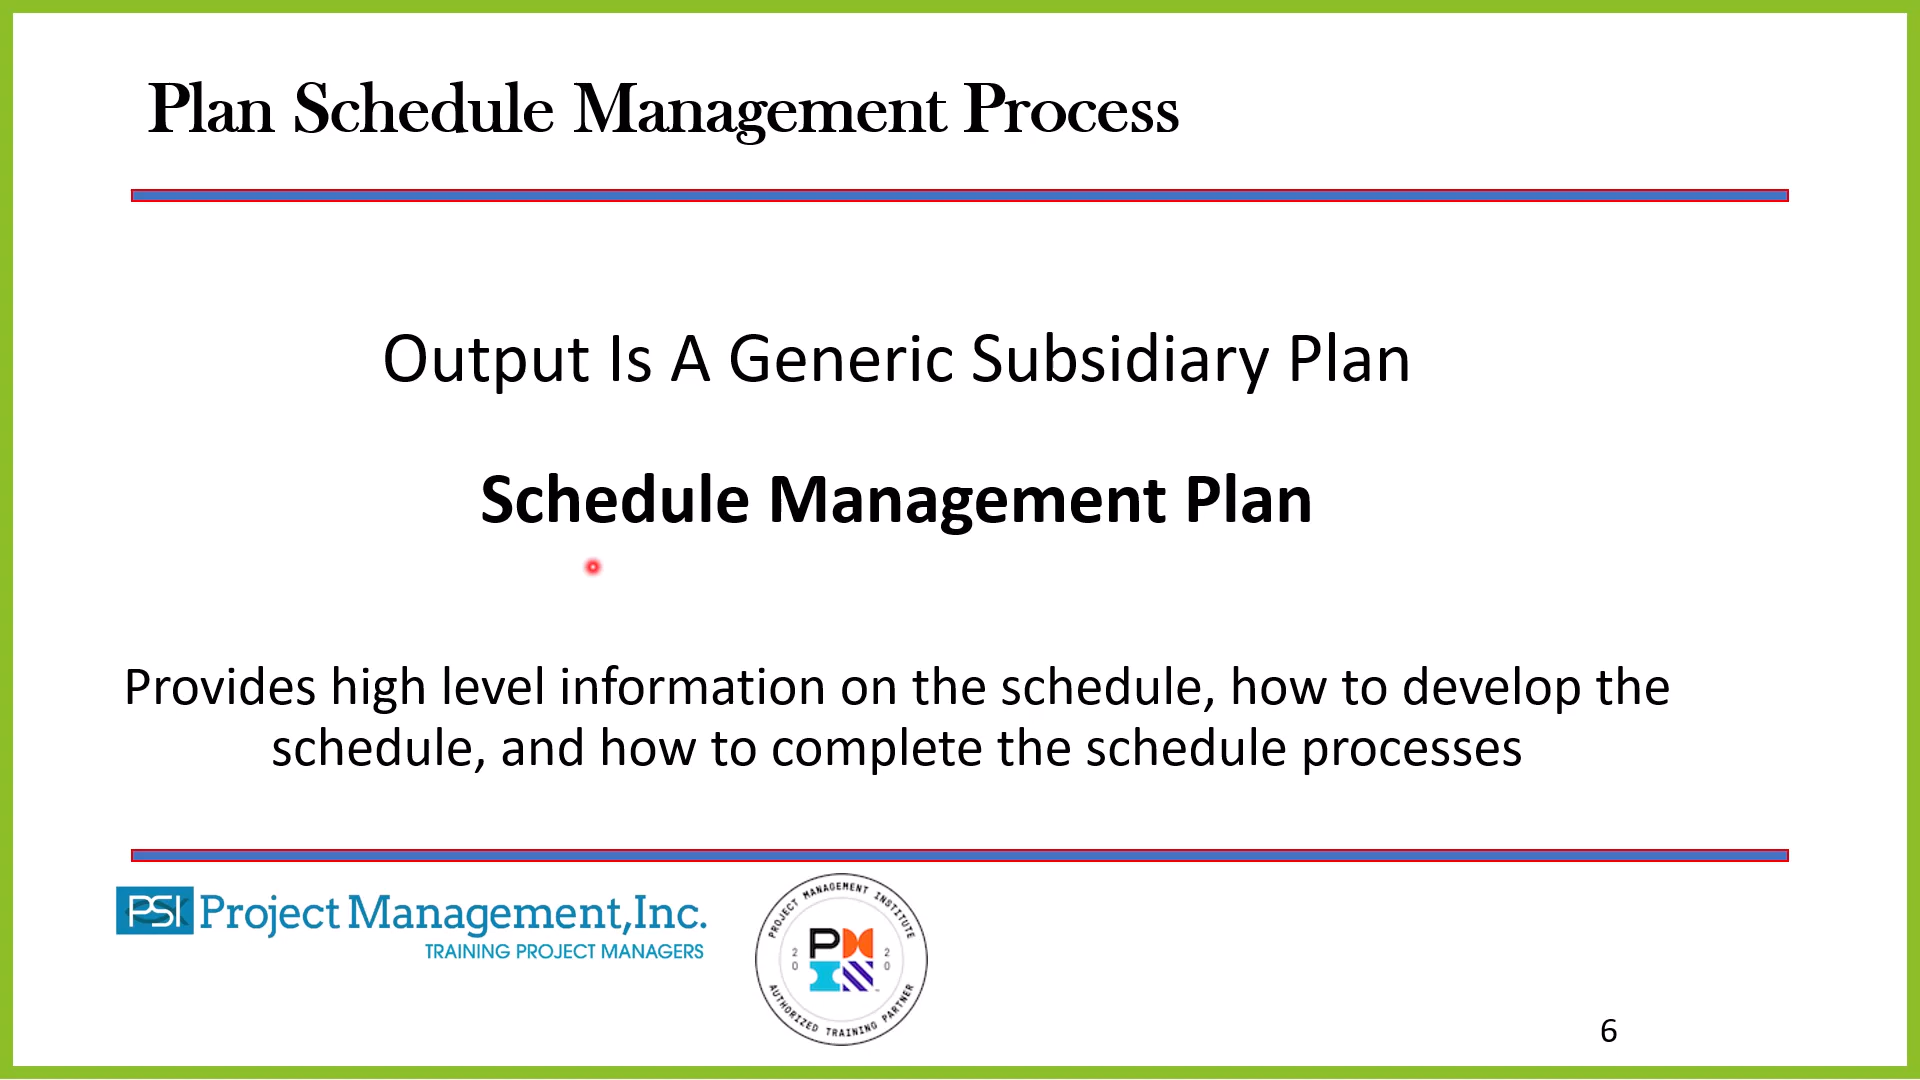 Plan Schedule Management Process
Output Is A Generic Subsidiary Plan
Schedule Management Plan
Provides high level information on the schedule, how to develop the
schedule, and how to complete the schedule processes
PSI Project Management,Inc.
TRAINING PROJECT MANAGERS
PROJECT MANAGEMENT INSTITUTE
20 20
AUTHORIZED TRAINING PARTNER
6